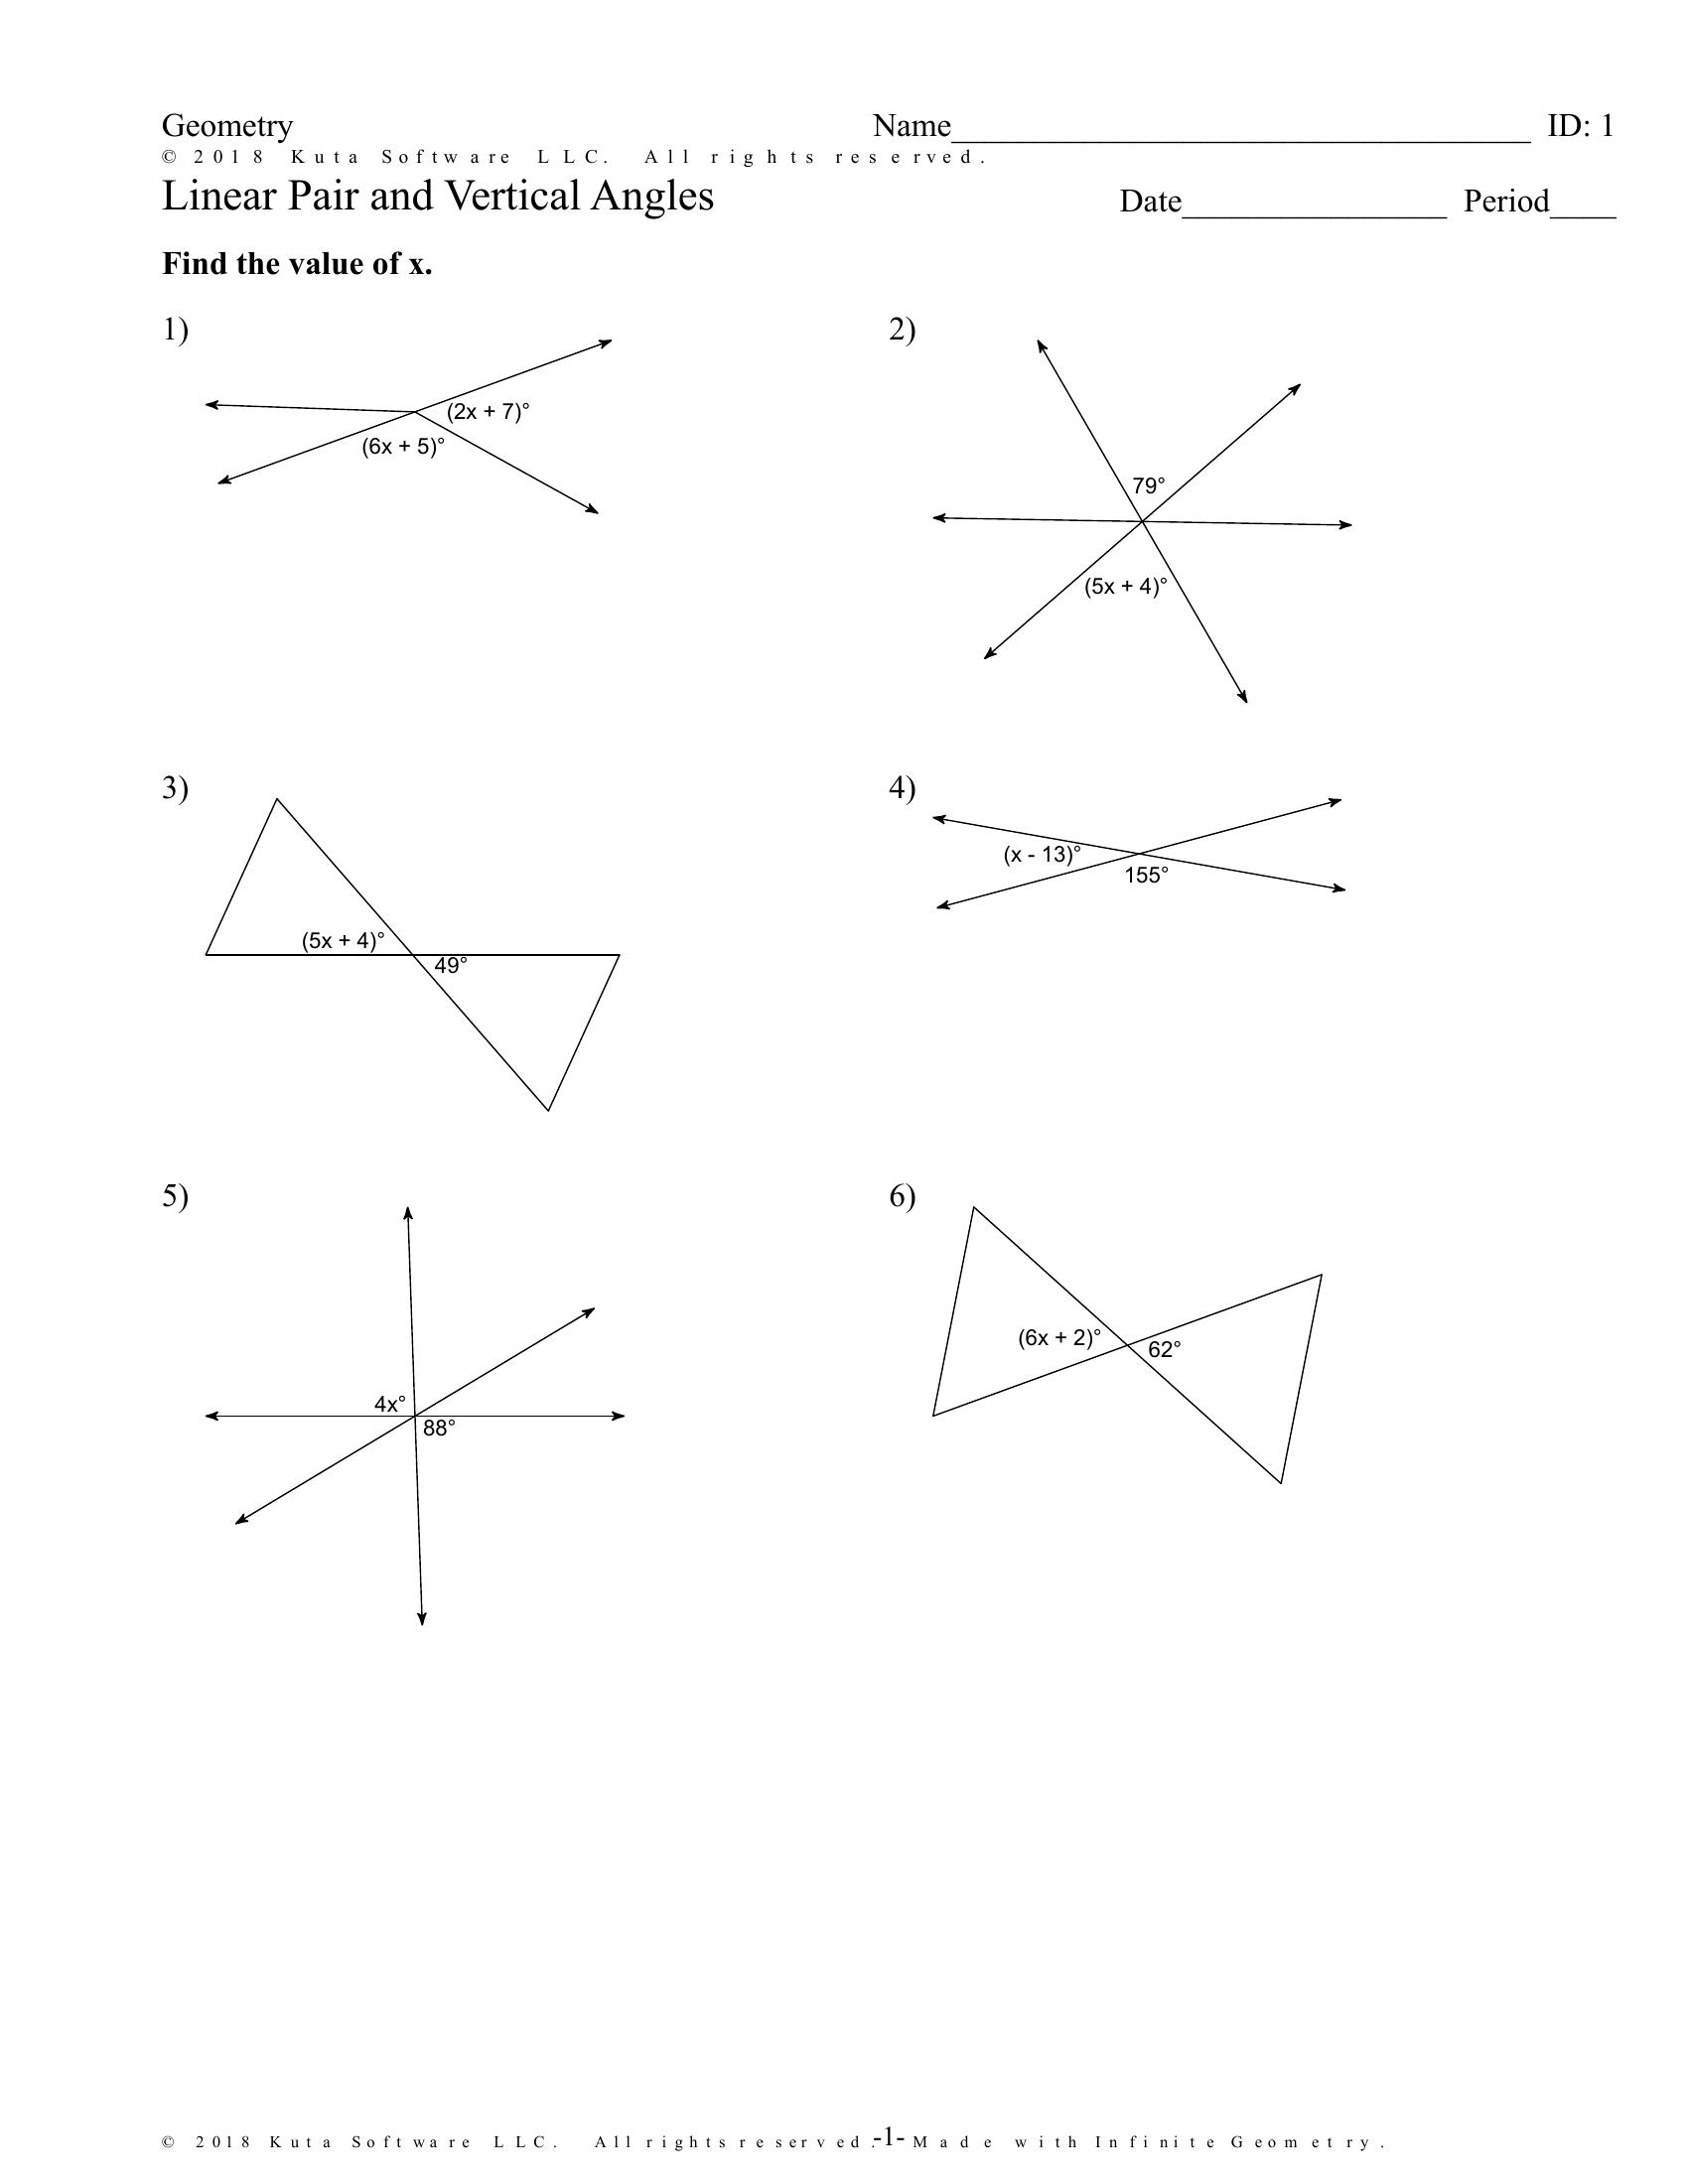 Geometry
Name___________________________________ ID: 1
© 2018 Kuta Software LLC. All rights reserved.
Linear Pair and Vertical Angles
Date________________ Period____
Find the value of x.
1)
(2x + 7)°
(6x + 5)°
2)
79°
(5x + 4)°
3)
(5x + 4)°
49°
4)
(x - 13)°
155°
5)
4x°
88°
6)
(6x + 2)°
62°
© 2018 Kuta Software LLC. All rights reserved. -1- Made with Infinite Geometry.